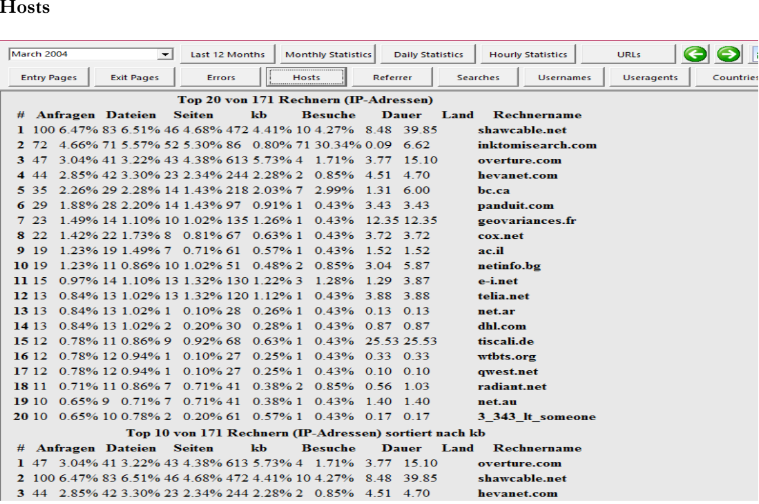 Hosts
March 2004 Last 12 Months Monthly Statistics Daily Statistics Hourly Statistics URLs
Entry Pages Exit Pages Errors Hosts Referrer Searches Usernames Useragents Countries
Top 20 von 171 Rechnern (IP-Adressen)
# Anfragen Dateien Seiten kb Besuche Dauer Land Rechnername
1 100 6.47% 83 6.51% 46 4.68% 472 4.41% 10 4.27% 8.48 39.85 shawcable.net
2 72 4.66% 71 5.57% 52 5.30% 86 0.80% 71 30.34% 0.09 6.62 inktomisearch.com
3 47 3.04% 41 3.22% 43 4.38% 613 5.73% 4 1.71% 3.77 15.10 overture.com
4 44 2.85% 42 3.30% 23 2.34% 244 2.28% 2 0.85% 4.51 4.70 hevanet.com
5 35 2.26% 29 2.28% 14 1.43% 218 2.03% 7 2.99% 1.31 6.00 bc.ca
6 29 1.88% 28 2.20% 14 1.43% 97 0.91% 1 0.43% 3.43 3.43 panduit.com
7 23 1.49% 14 1.10% 10 1.02% 135 1.26% 1 0.43% 12.35 12.35 geovariances.fr
8 22 1.42% 22 1.73% 8 0.81% 67 0.63% 1 0.43% 3.72 3.72 cox.net
9 19 1.23% 19 1.49% 7 0.71% 61 0.57% 1 0.43% 1.52 1.52 ac.il
10 19 1.23% 11 0.86% 10 1.02% 51 0.48% 2 0.85% 3.04 5.87 netinfo.bg
11 15 0.97% 14 1.10% 13 1.32% 130 1.22% 3 1.28% 1.29 3.87 e-i.net
12 13 0.84% 13 1.02% 13 1.32% 120 1.12% 1 0.43% 3.88 3.88 telia.net
13 13 0.84% 13 1.02% 1 0.10% 28 0.26% 1 0.43% 0.13 0.13 net.ar
14 13 0.84% 13 1.02% 2 0.20% 30 0.28% 1 0.43% 0.87 0.87 dhl.com
15 12 0.78% 11 0.86% 9 0.92% 68 0.63% 1 0.43% 25.53 25.53 tiscali.de
16 12 0.78% 12 0.94% 1 0.10% 27 0.25% 1 0.43% 0.33 0.33 wtbts.org
17 12 0.78% 12 0.94% 1 0.10% 27 0.25% 1 0.43% 0.10 0.10 qwest.net
18 11 0.71% 11 0.86% 7 0.71% 41 0.38% 2 0.85% 0.56 1.03 radiant.net
19 10 0.65% 9 0.71% 7 0.71% 41 0.38% 1 0.43% 1.40 1.40 net.au
20 10 0.65% 10 0.78% 2 0.20% 61 0.57% 1 0.43% 0.17 0.17 3_343_lt_someone
Top 10 von 171 Rechnern (IP-Adressen) sortiert nach kb
# Anfragen Dateien Seiten kb Besuche Dauer Land Rechnername
1 47 3.04% 41 3.22% 43 4.38% 613 5.73% 4 1.71% 3.77 15.10 overture.com
2 100 6.47% 83 6.51% 46 4.68% 472 4.41% 10 4.27% 8.48 39.85 shawcable.net
3 44 2.85% 42 3.30% 23 2.34% 244 2.28% 2 0.85% 4.51 4.70 hevanet.com